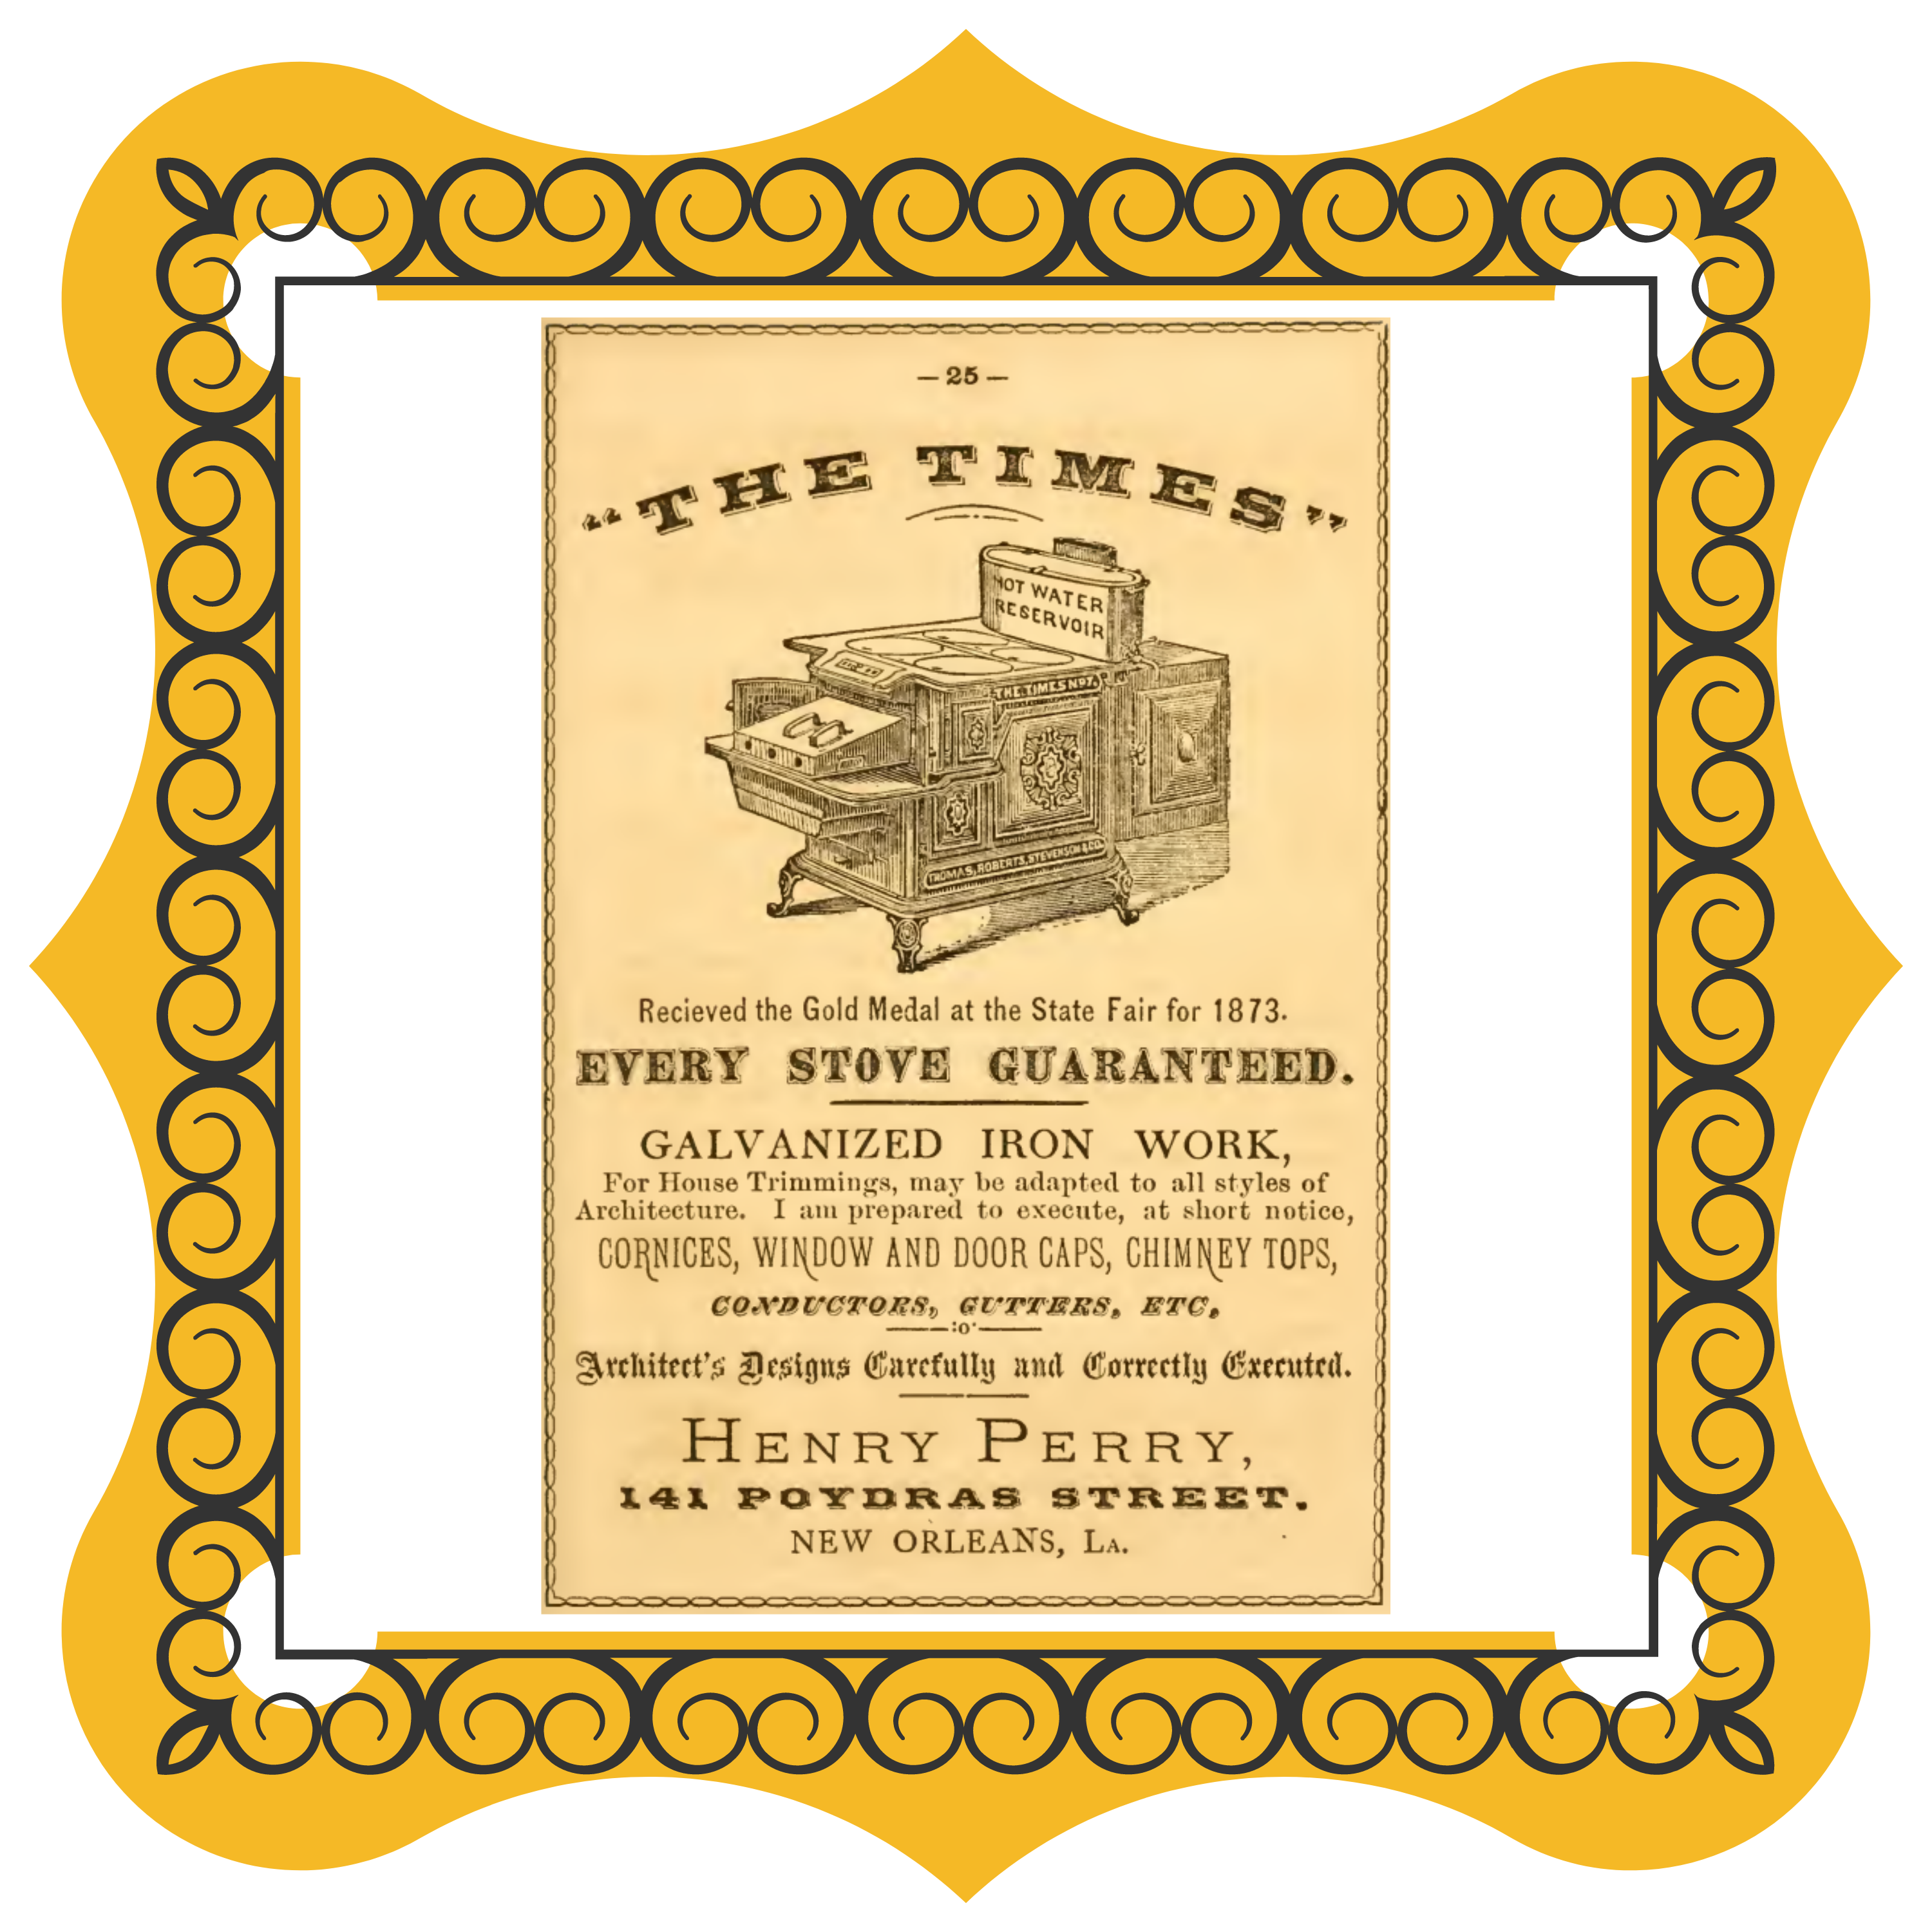 — 25 —
“THE TIMES”
HOT WATER
RESERVOIR
THE TIMES No 7.
THOMAS, ROBERTS, STEVENSON & CO.
Recieved the Gold Medal at the State Fair for 1873.
EVERY STOVE GUARANTEED.
GALVANIZED IRON WORK,
For House Trimmings, may be adapted to all styles of
Architecture. I am prepared to execute, at short notice,
CORNICES, WINDOW AND DOOR CAPS, CHIMNEY TOPS,
CONDUCTORS, GUTTERS, ETC,
:o:
Architect's Designs Carefully and Correctly Executed.
HENRY PERRY,
141 POYDRAS STREET.
NEW ORLEANS, LA.